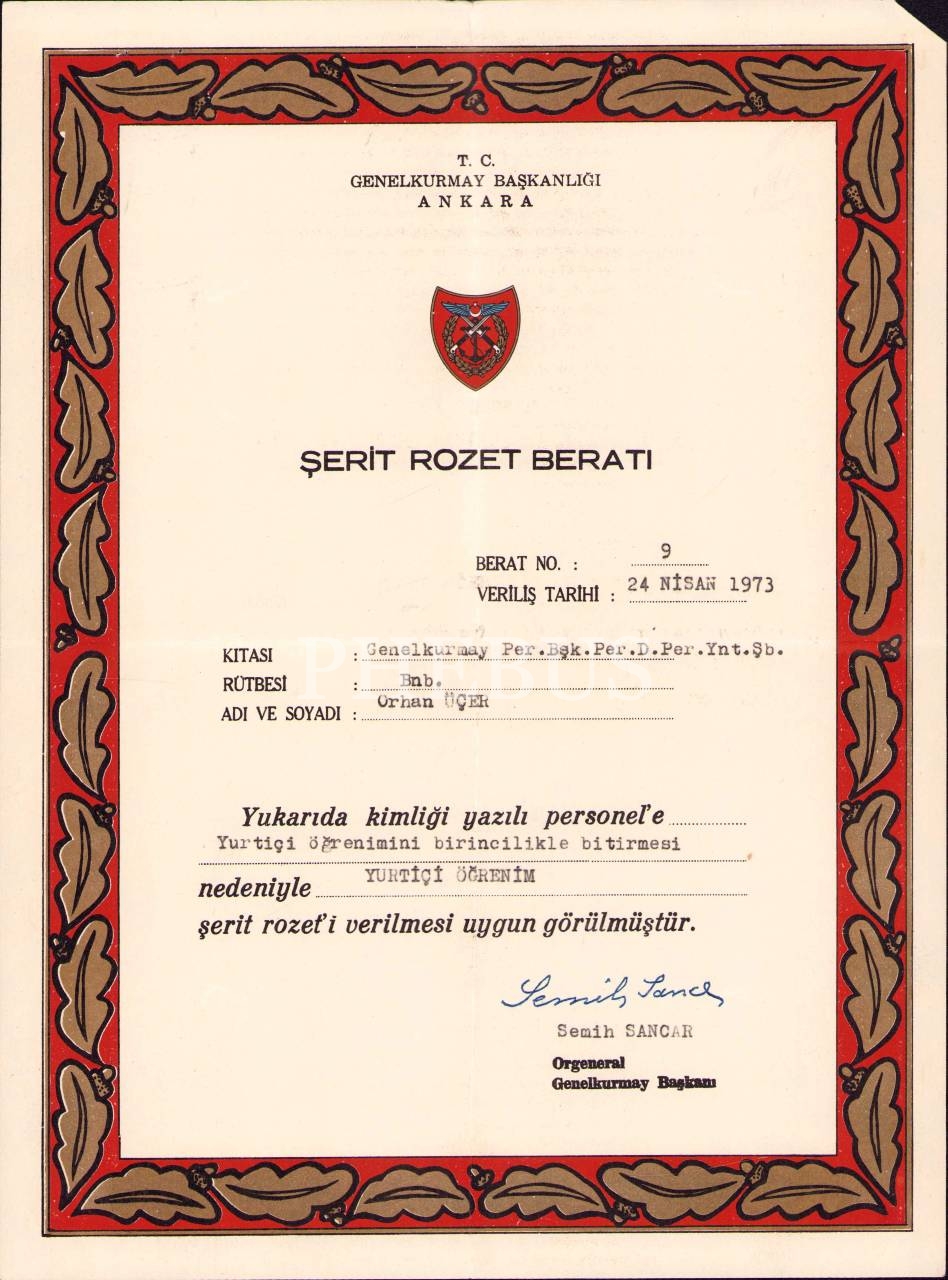 T. C.
GENELKURMAY BAŞKANLIĞI
ANKARA
ŞERİT ROZET BERATI
BERAT NO. : 9
VERİLİŞ TARİHİ : 24 NİSAN 1973
KITASI : Genelkurmay Per.Bşk.Per.D.Per.Ynt.Şb.
RÜTBESİ : Bnb.
ADI VE SOYADI : Orhan ÜÇER
PHEBUS
Yukarıda kimliği yazılı personel'e
Yurtiçi öğrenimini birincilikle bitirmesi
nedeniyle YURTİÇİ ÖĞRENİM
şerit rozet'i verilmesi uygun görülmüştür.
Semih Sancar
Semih SANCAR
Orgeneral
Genelkurmay Başkanı